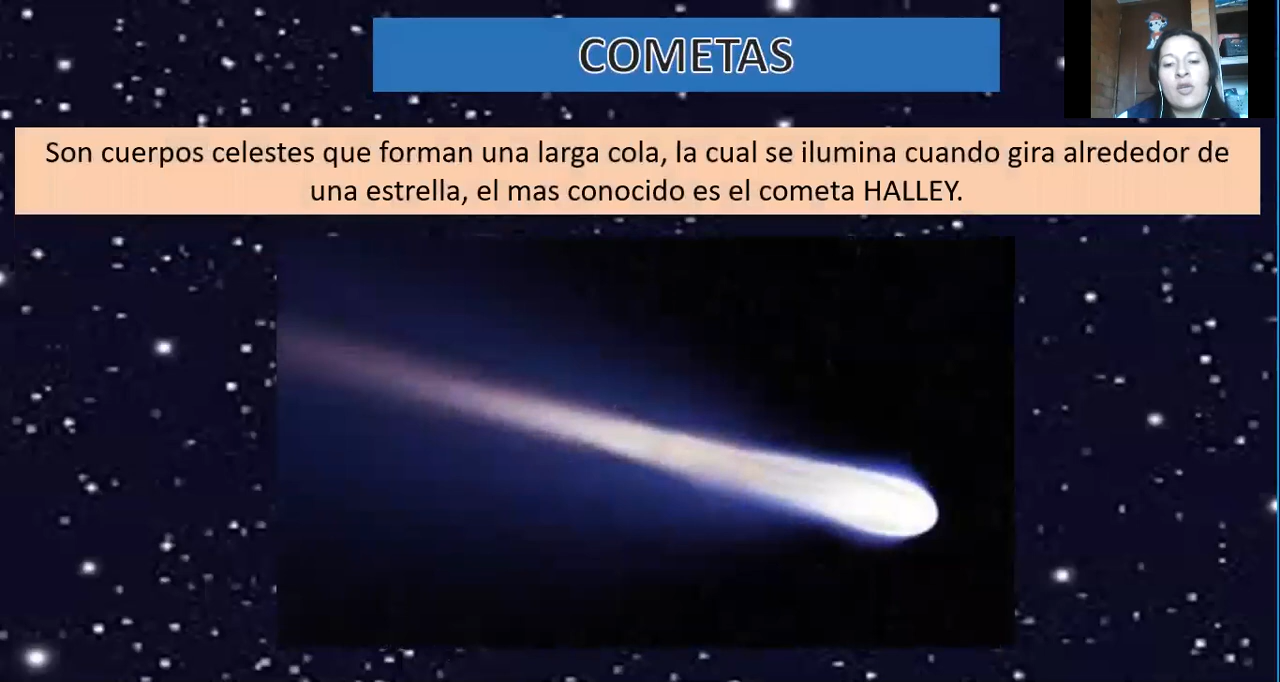 COMETAS
Son cuerpos celestes que forman una larga cola, la cual se ilumina cuando gira alrededor de
una estrella, el mas conocido es el cometa HALLEY.